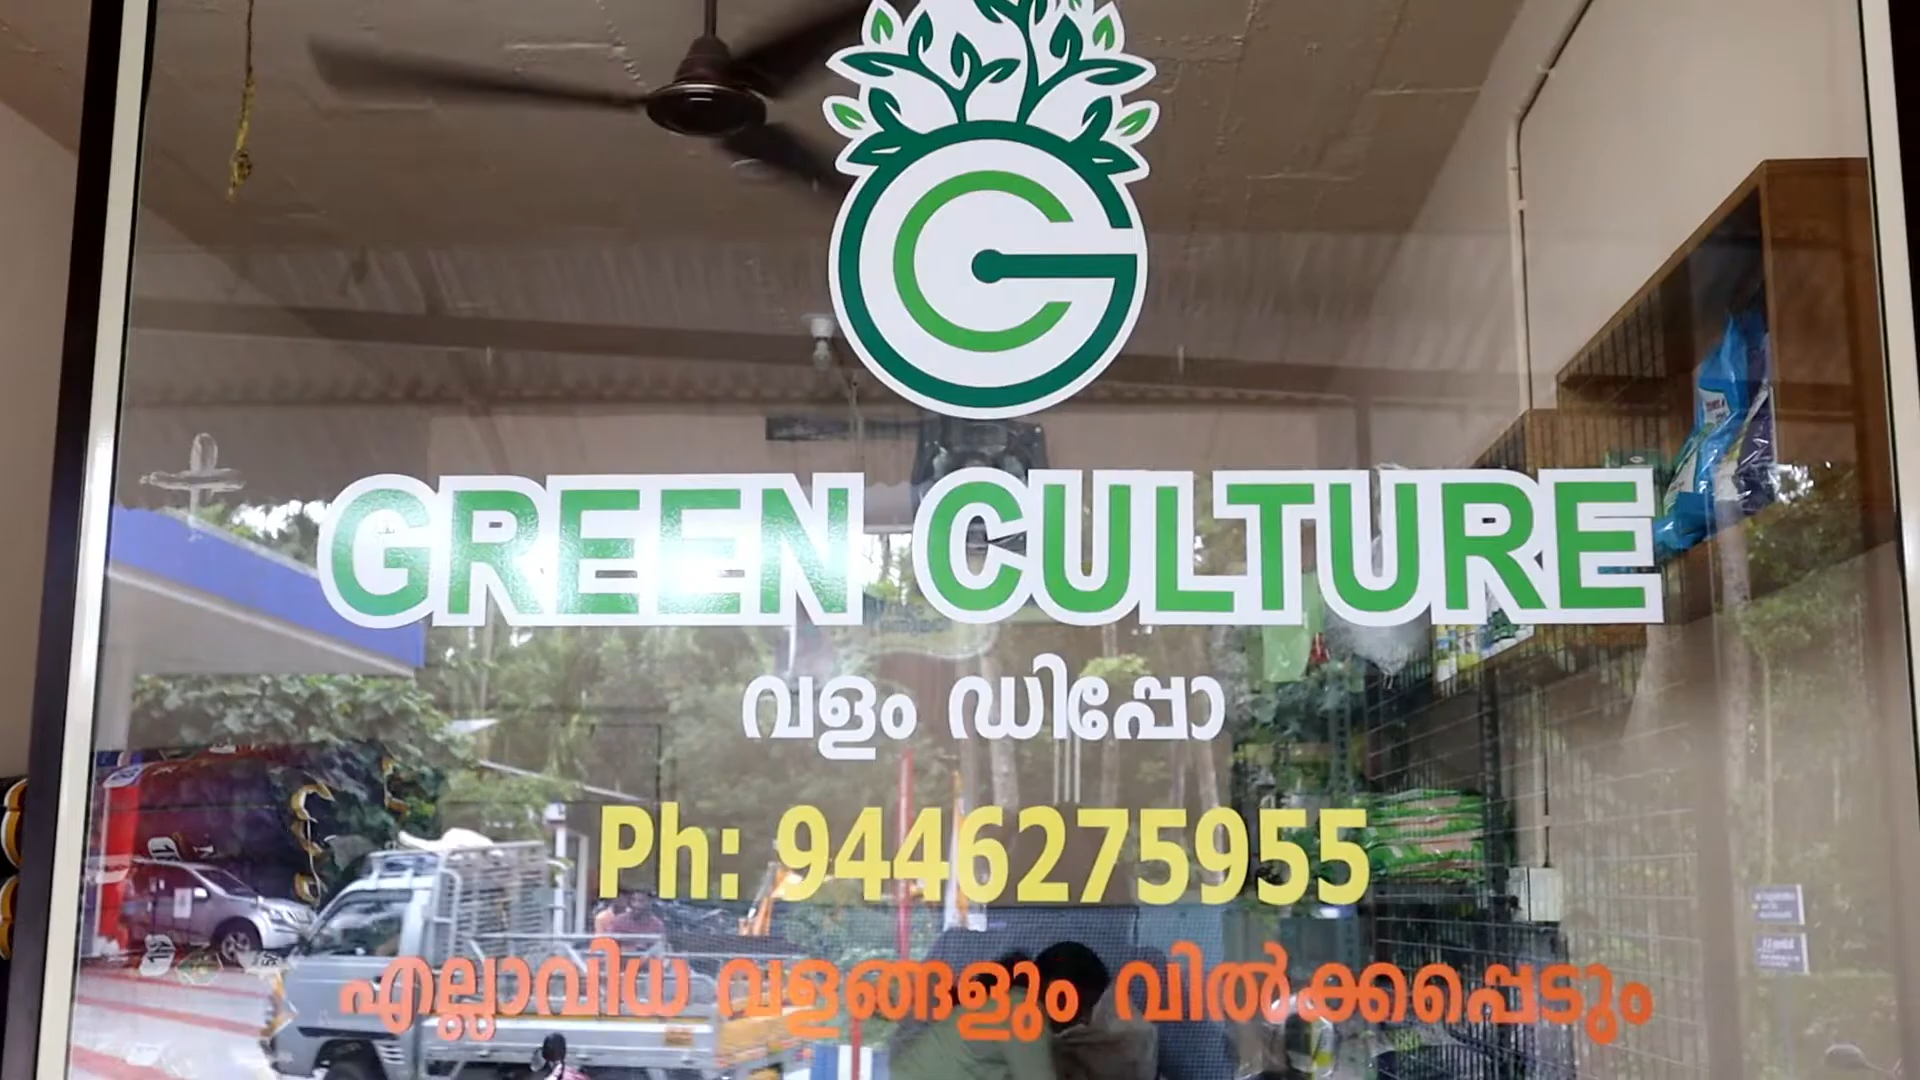 GREEN CULTURE
വളം ഡിപ്പോ
Ph: 9446275955
എല്ലാവിധ വളങ്ങളും വിൽക്കപ്പെടും